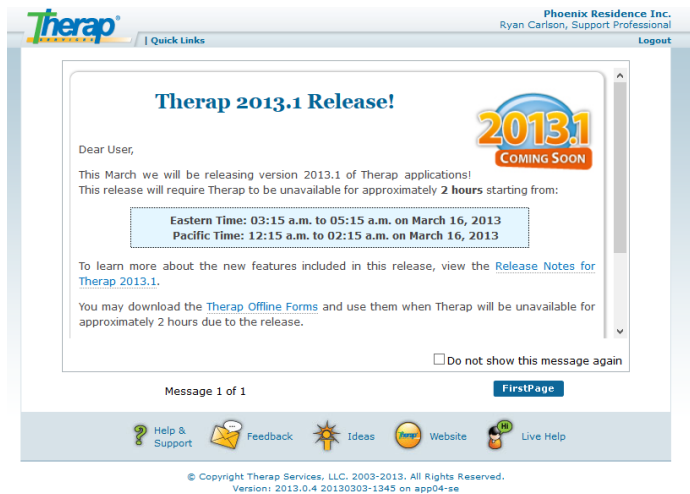 Therap®
SERVICES
| Quick Links
Phoenix Residence Inc.
Ryan Carlson, Support Professional
Logout
Therap 2013.1 Release!
2013.1
COMING SOON
Dear User,
This March we will be releasing version 2013.1 of Therap applications!
This release will require Therap to be unavailable for approximately 2 hours starting from:
Eastern Time: 03:15 a.m. to 05:15 a.m. on March 16, 2013
Pacific Time: 12:15 a.m. to 02:15 a.m. on March 16, 2013
To learn more about the new features included in this release, view the Release Notes for
Therap 2013.1.
You may download the Therap Offline Forms and use them when Therap will be unavailable for
approximately 2 hours due to the release.
Do not show this message again
Message 1 of 1
FirstPage
Help &
Support
Feedback
Ideas
Therap
Website
HI
Live Help
© Copyright Therap Services, LLC. 2003-2013. All Rights Reserved.
Version: 2013.0.4 20130303-1345 on app04-se